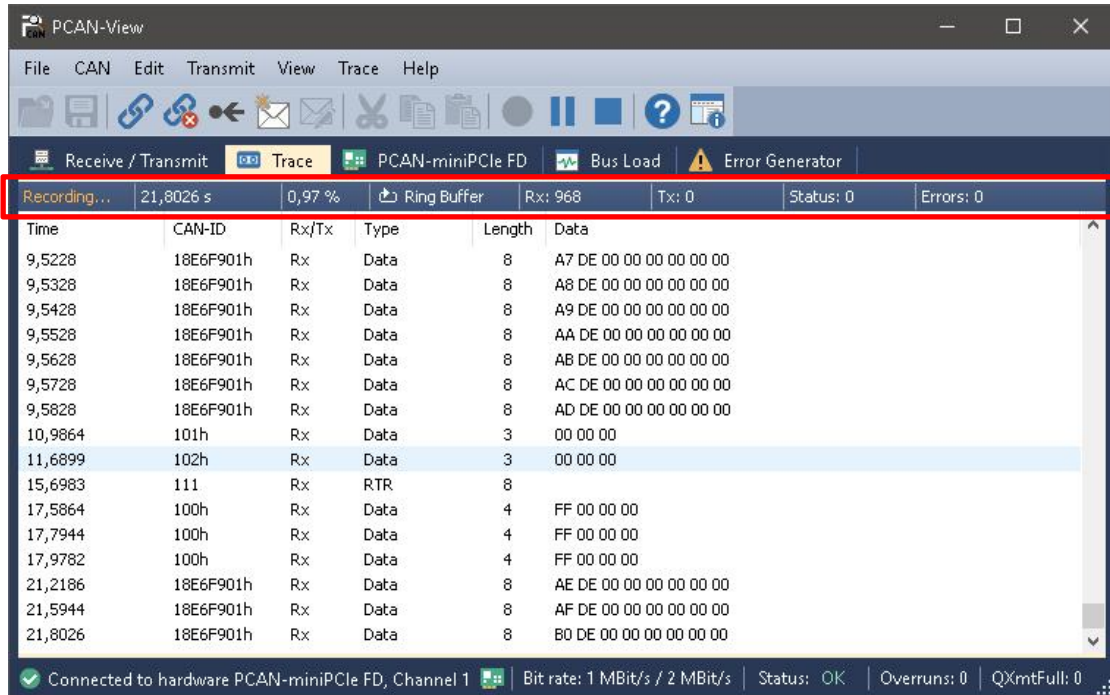 PCAN-View
File CAN Edit Transmit View Trace Help
Receive / Transmit Trace PCAN-miniPCIe FD Bus Load Error Generator
Recording... 21,8026 s 0,97 % Ring Buffer Rx: 968 Tx: 0 Status: 0 Errors: 0
Time CAN-ID Rx/Tx Type Length Data
9,5228 18E6F901h Rx Data 8 A7 DE 00 00 00 00 00 00
9,5328 18E6F901h Rx Data 8 A8 DE 00 00 00 00 00 00
9,5428 18E6F901h Rx Data 8 A9 DE 00 00 00 00 00 00
9,5528 18E6F901h Rx Data 8 AA DE 00 00 00 00 00 00
9,5628 18E6F901h Rx Data 8 AB DE 00 00 00 00 00 00
9,5728 18E6F901h Rx Data 8 AC DE 00 00 00 00 00 00
9,5828 18E6F901h Rx Data 8 AD DE 00 00 00 00 00 00
10,9864 101h Rx Data 3 00 00 00
11,6899 102h Rx Data 3 00 00 00
15,6983 111 Rx RTR 8
17,5864 100h Rx Data 4 FF 00 00 00
17,7944 100h Rx Data 4 FF 00 00 00
17,9782 100h Rx Data 4 FF 00 00 00
21,2186 18E6F901h Rx Data 8 AE DE 00 00 00 00 00 00
21,5944 18E6F901h Rx Data 8 AF DE 00 00 00 00 00 00
21,8026 18E6F901h Rx Data 8 B0 DE 00 00 00 00 00 00
Connected to hardware PCAN-miniPCIe FD, Channel 1 Bit rate: 1 MBit/s / 2 MBit/s Status: OK Overruns: 0 QXmtFull: 0